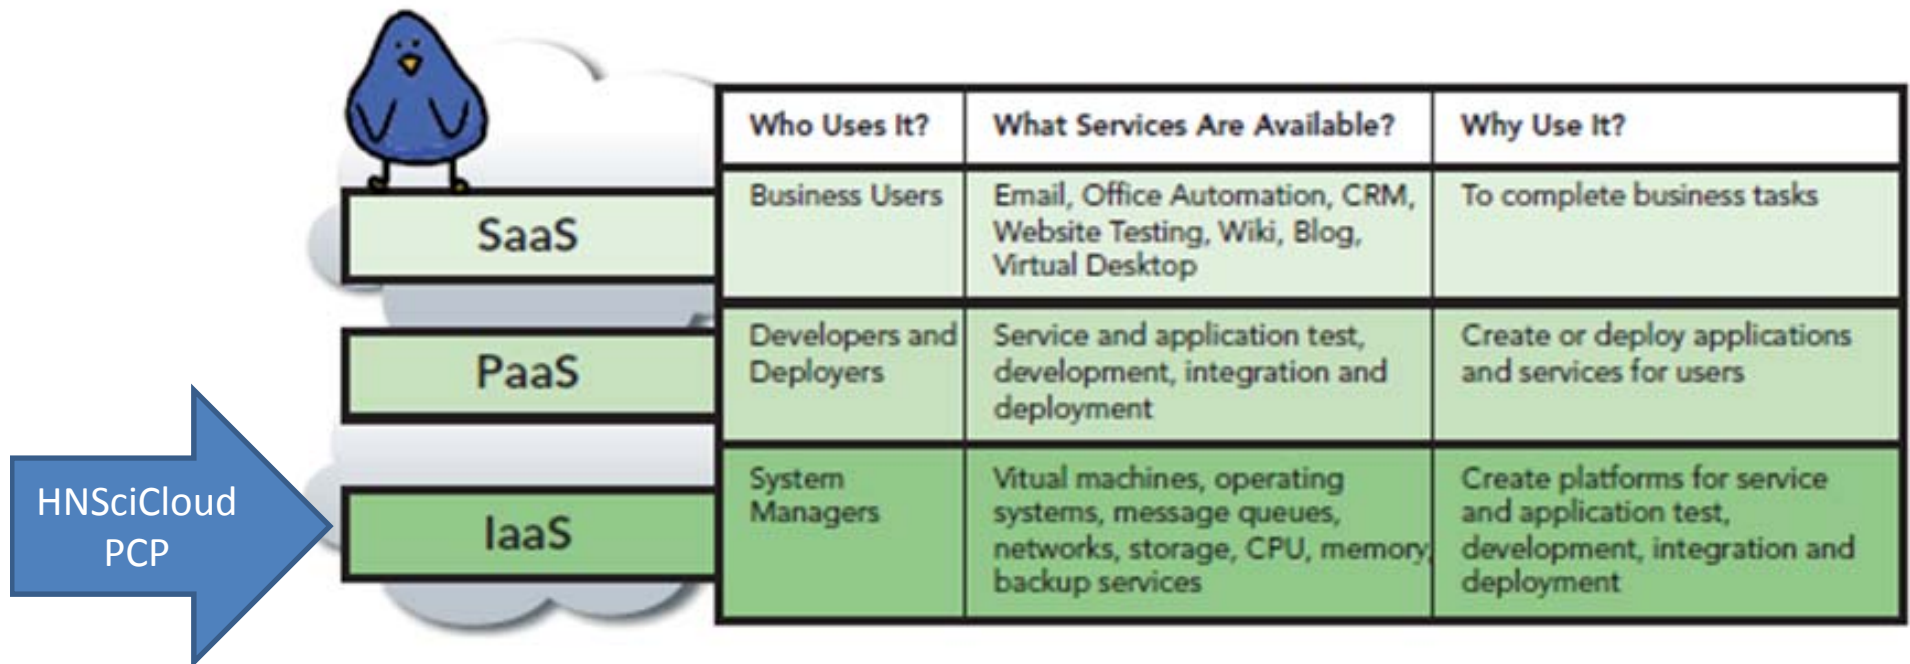 Who Uses It?
What Services Are Available?
Why Use It?
SaaS
Business Users
Email, Office Automation, CRM,
Website Testing, Wiki, Blog,
Virtual Desktop
To complete business tasks
PaaS
Developers and
Deployers
Service and application test,
development, integration and
deployment
Create or deploy applications
and services for users
HNSciCloud
PCP
IaaS
System
Managers
Vitual machines, operating
systems, message queues,
networks, storage, CPU, memory,
backup services
Create platforms for service
and application test,
development, integration and
deployment